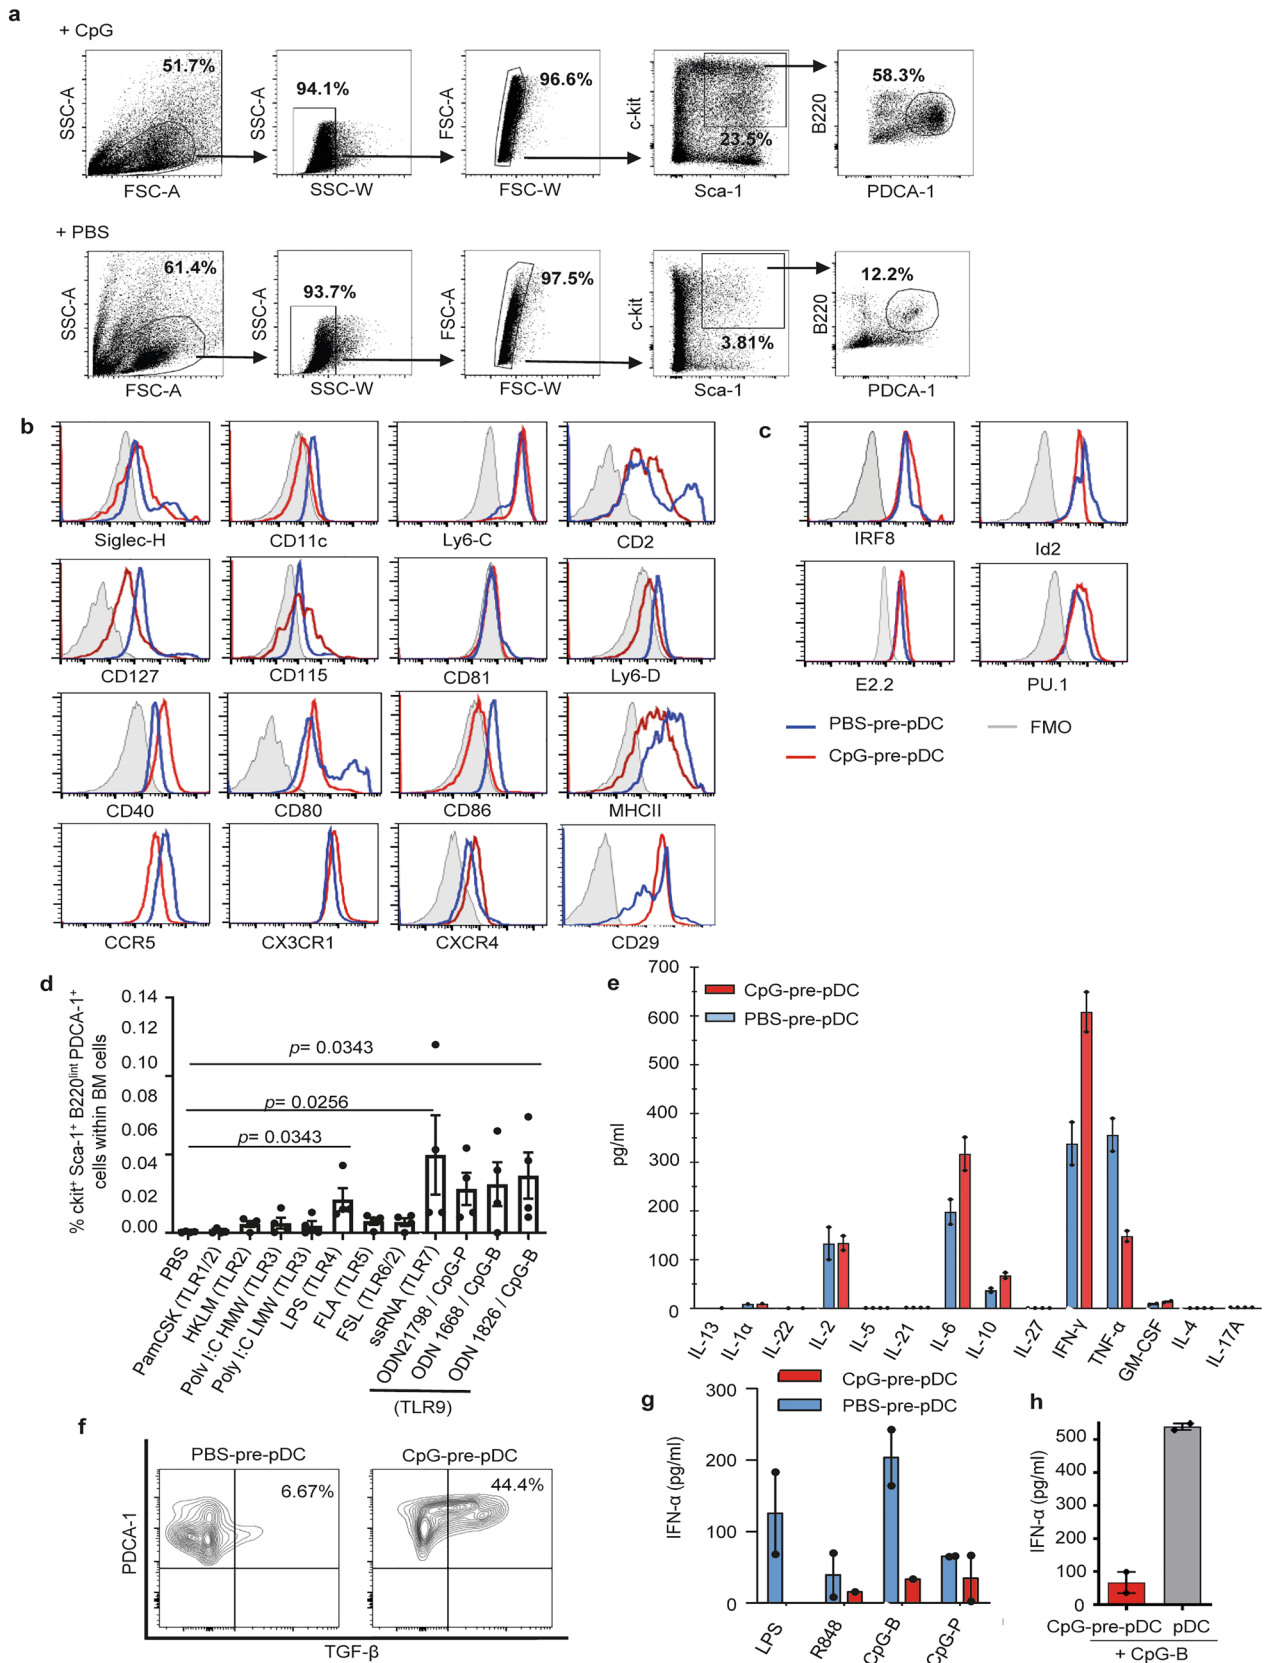 a
+ CpG
51.7%
94.1%
96.6%
23.5%
58.3%
SSC-A
SSC-A
FSC-A
c-kit
B220
FSC-A
SSC-W
FSC-W
Sca-1
PDCA-1
+ PBS
61.4%
93.7%
97.5%
3.81%
12.2%
SSC-A
SSC-A
FSC-A
c-kit
B220
FSC-A
SSC-W
FSC-W
Sca-1
PDCA-1
b
Siglec-H
CD11c
Ly6-C
CD2
CD127
CD115
CD81
Ly6-D
CD40
CD80
CD86
MHCII
CCR5
CX3CR1
CXCR4
CD29
c
IRF8
Id2
E2.2
PU.1
PBS-pre-pDC
FMO
CpG-pre-pDC
d
% ckit⁺ Sca-1⁺ B220ˡⁱⁿᵗ PDCA-1⁺
cells within BM cells
0.14
0.10
0.08
0.06
0.04
0.02
0.00
p= 0.0343
p= 0.0256
p= 0.0343
PBS
PamCSK (TLR1/2)
HKLM (TLR2)
Polv I:C HMW (TLR3)
Poly I:C LMW (TLR3)
LPS (TLR4)
FLA (TLR5)
FSL (TLR6/2)
ssRNA (TLR7)
ODN21798 / CpG-P
ODN 1668 / CpG-B
ODN 1826 / CpG-B
(TLR9)
e
CpG-pre-pDC
PBS-pre-pDC
pg/ml
700
600
500
400
300
200
100
0
IL-13
IL-1α
IL-22
IL-2
IL-5
IL-21
IL-6
IL-10
IL-27
IFN-γ
TNF-α
GM-CSF
IL-4
IL-17A
f
PBS-pre-pDC
CpG-pre-pDC
6.67%
44.4%
PDCA-1
TGF-β
g
CpG-pre-pDC
PBS-pre-pDC
IFN-α (pg/ml)
300
200
100
0
LPS
R848
CpG-B
CpG-P
h
IFN-α (pg/ml)
500
400
300
200
100
0
CpG-pre-pDC
pDC
+ CpG-B